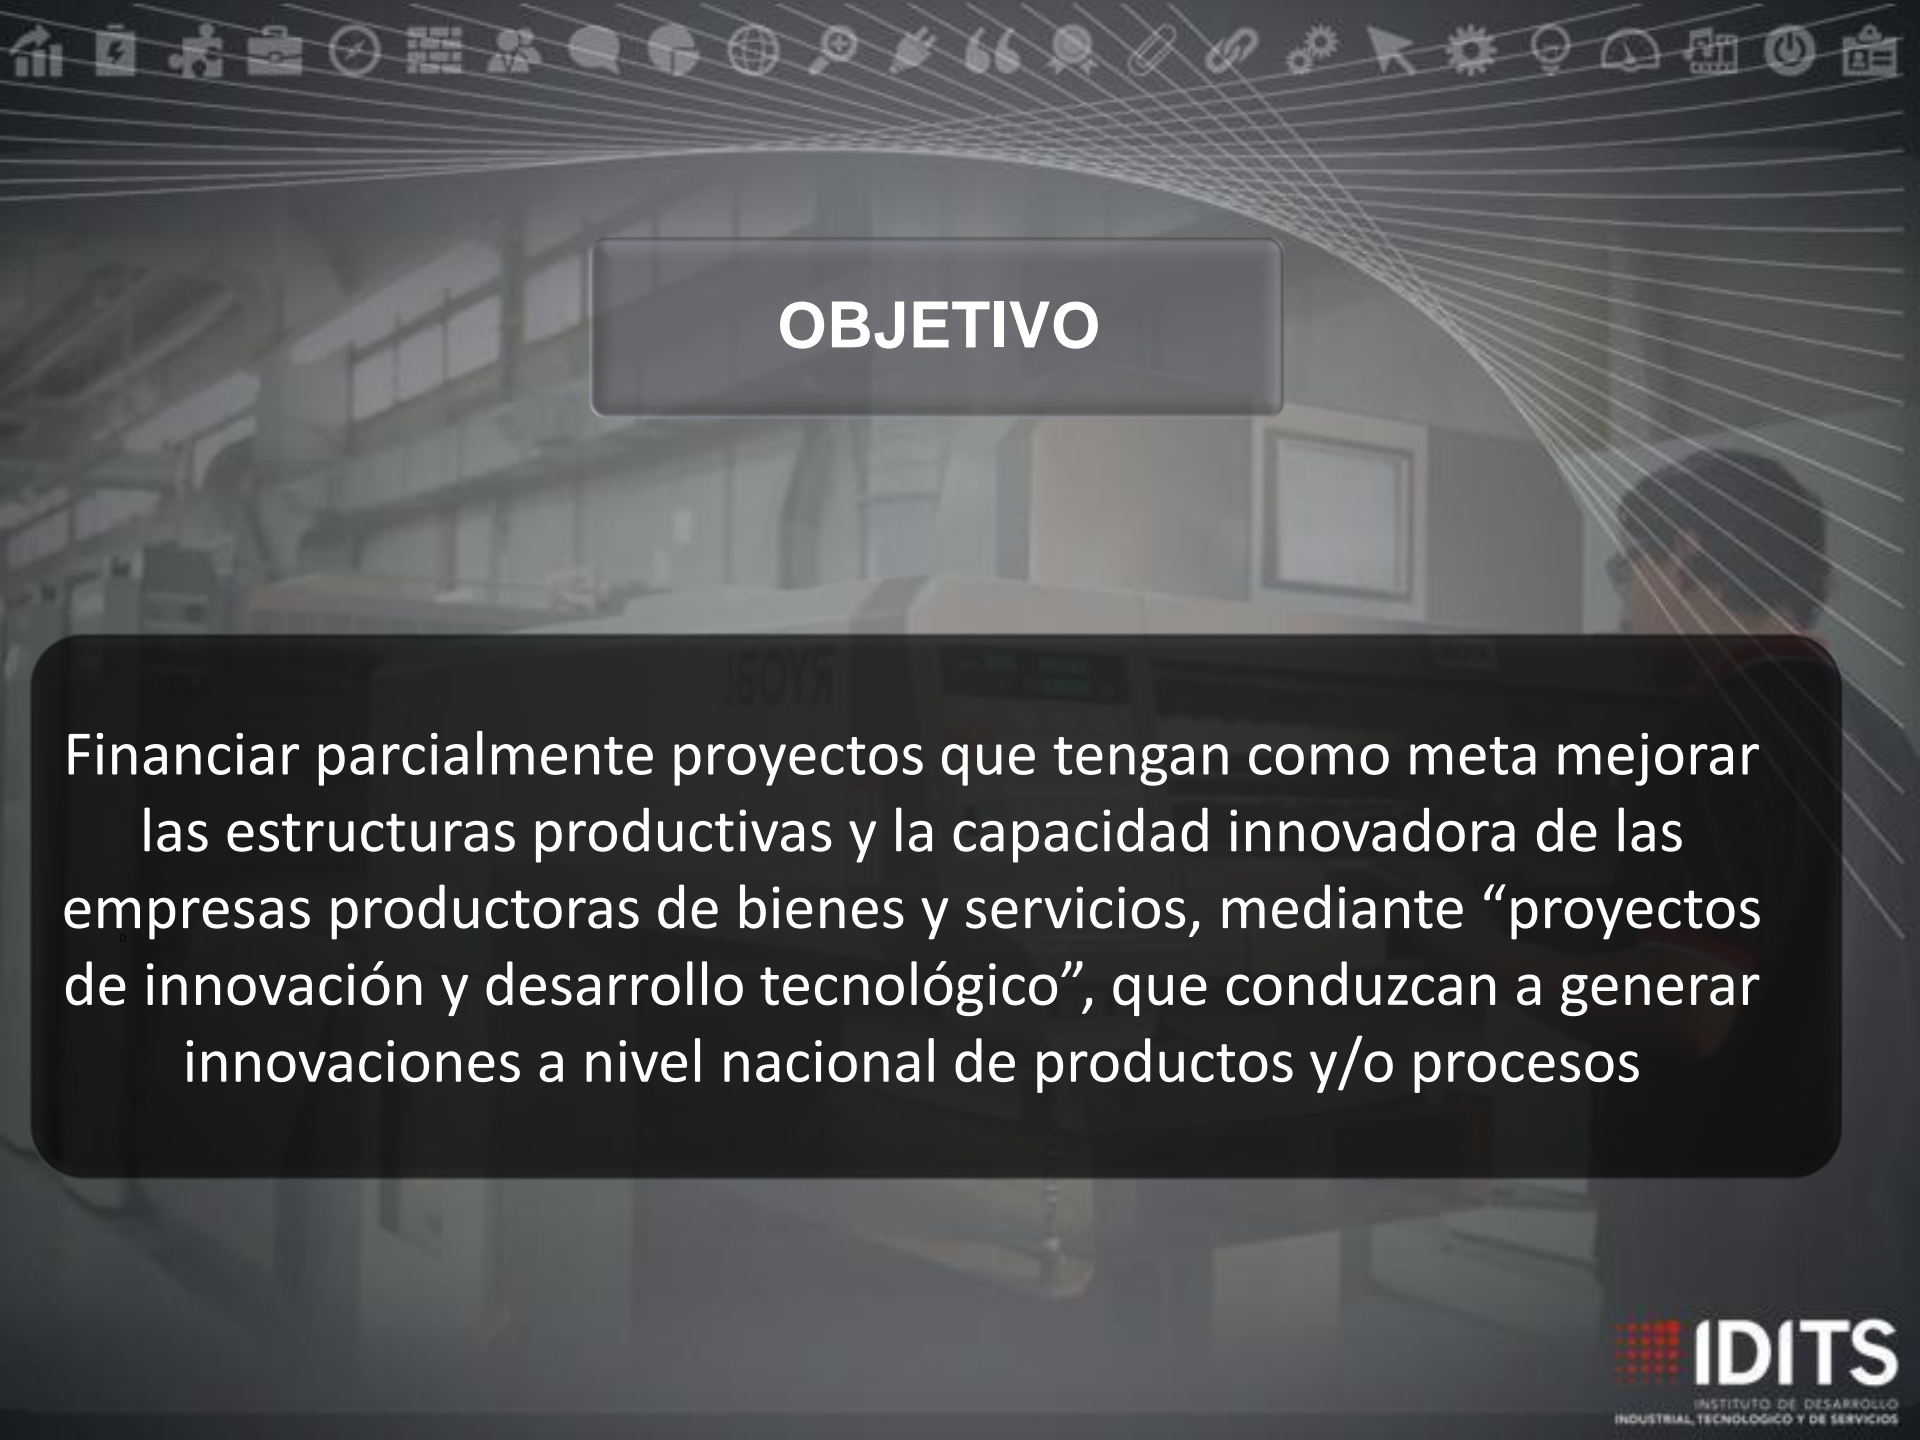 OBJETIVO
Financiar parcialmente proyectos que tengan como meta mejorar
las estructuras productivas y la capacidad innovadora de las
empresas productoras de bienes y servicios, mediante “proyectos
de innovación y desarrollo tecnológico”, que conduzcan a generar
innovaciones a nivel nacional de productos y/o procesos
IDITS
INSTITUTO DE DESARROLLO
INDUSTRIAL, TECNOLOGICO Y DE SERVICIOS